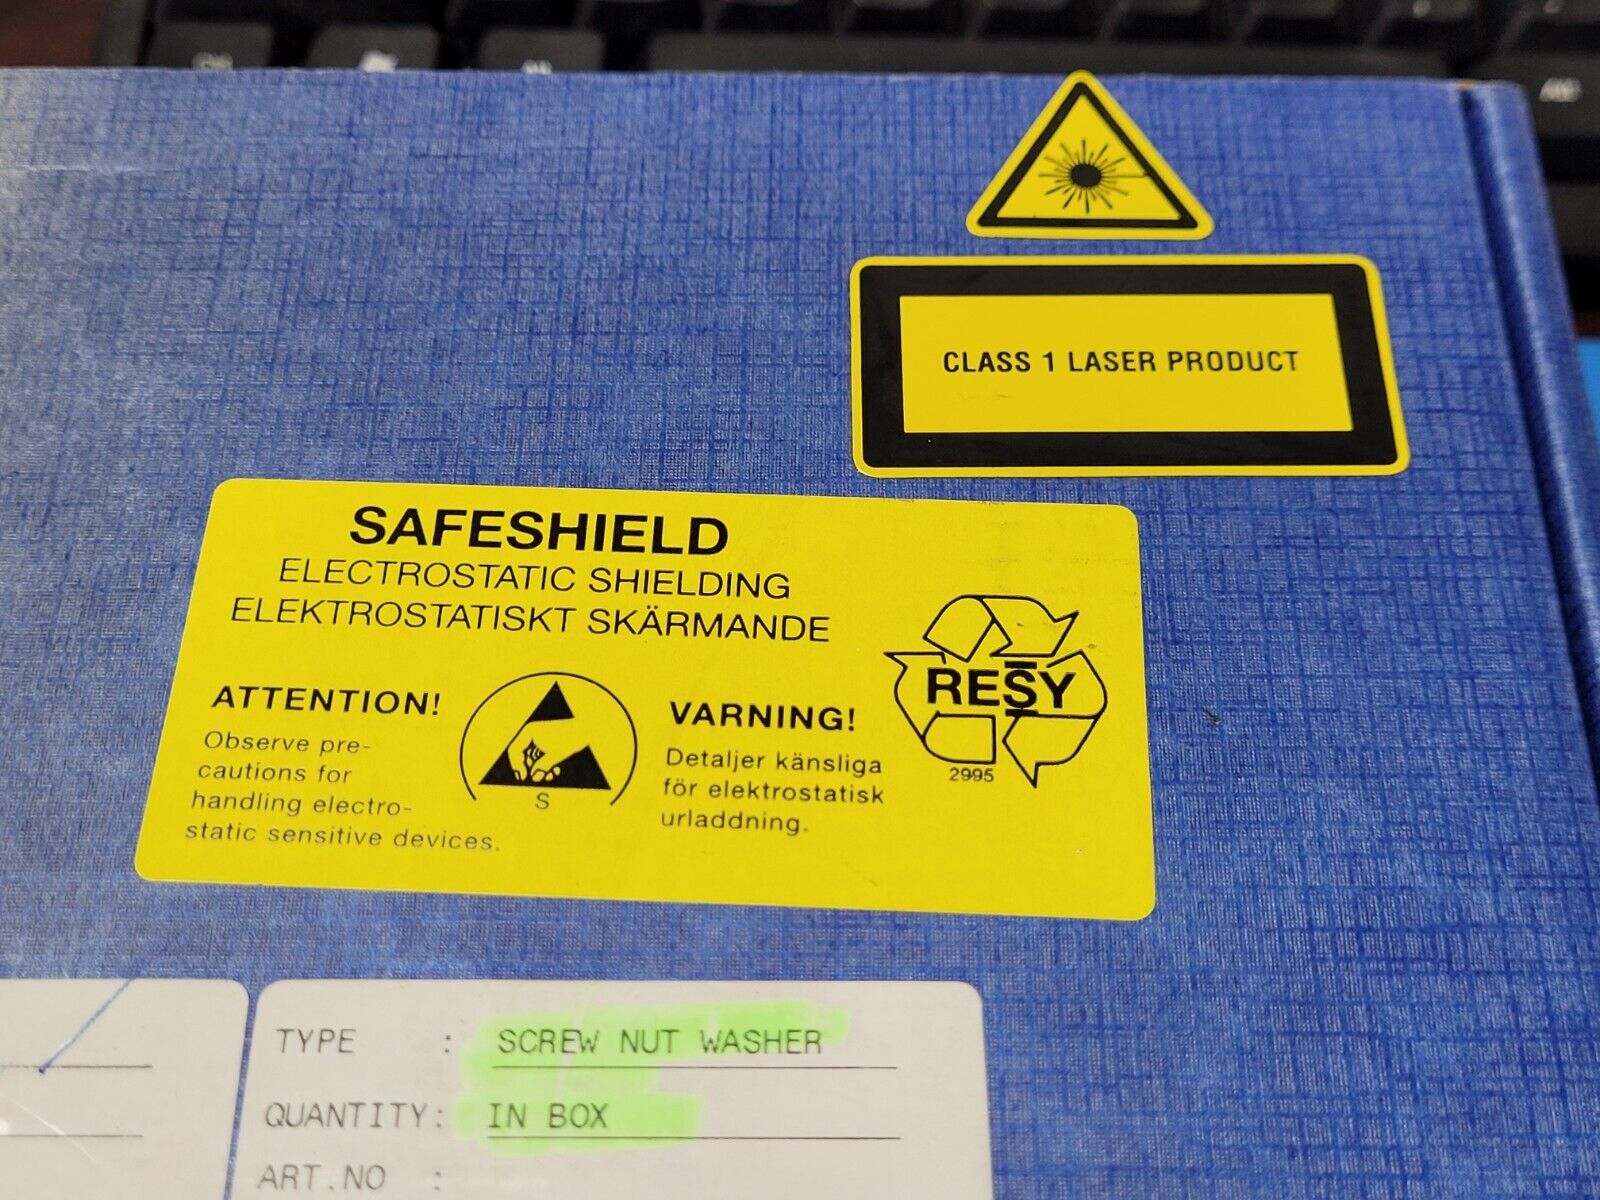 CLASS 1 LASER PRODUCT
SAFESHIELD
ELECTROSTATIC SHIELDING
ELEKTROSTATISKT SKÄRMANDE
ATTENTION!
Observe pre-
cautions for
handling electro-
static sensitive devices.
S
VARNING!
Detaljer känsliga
för elektrostatisk
urladdning.
RESY
2995
TYPE : SCREW NUT WASHER
QUANTITY: IN BOX
ART.NO :